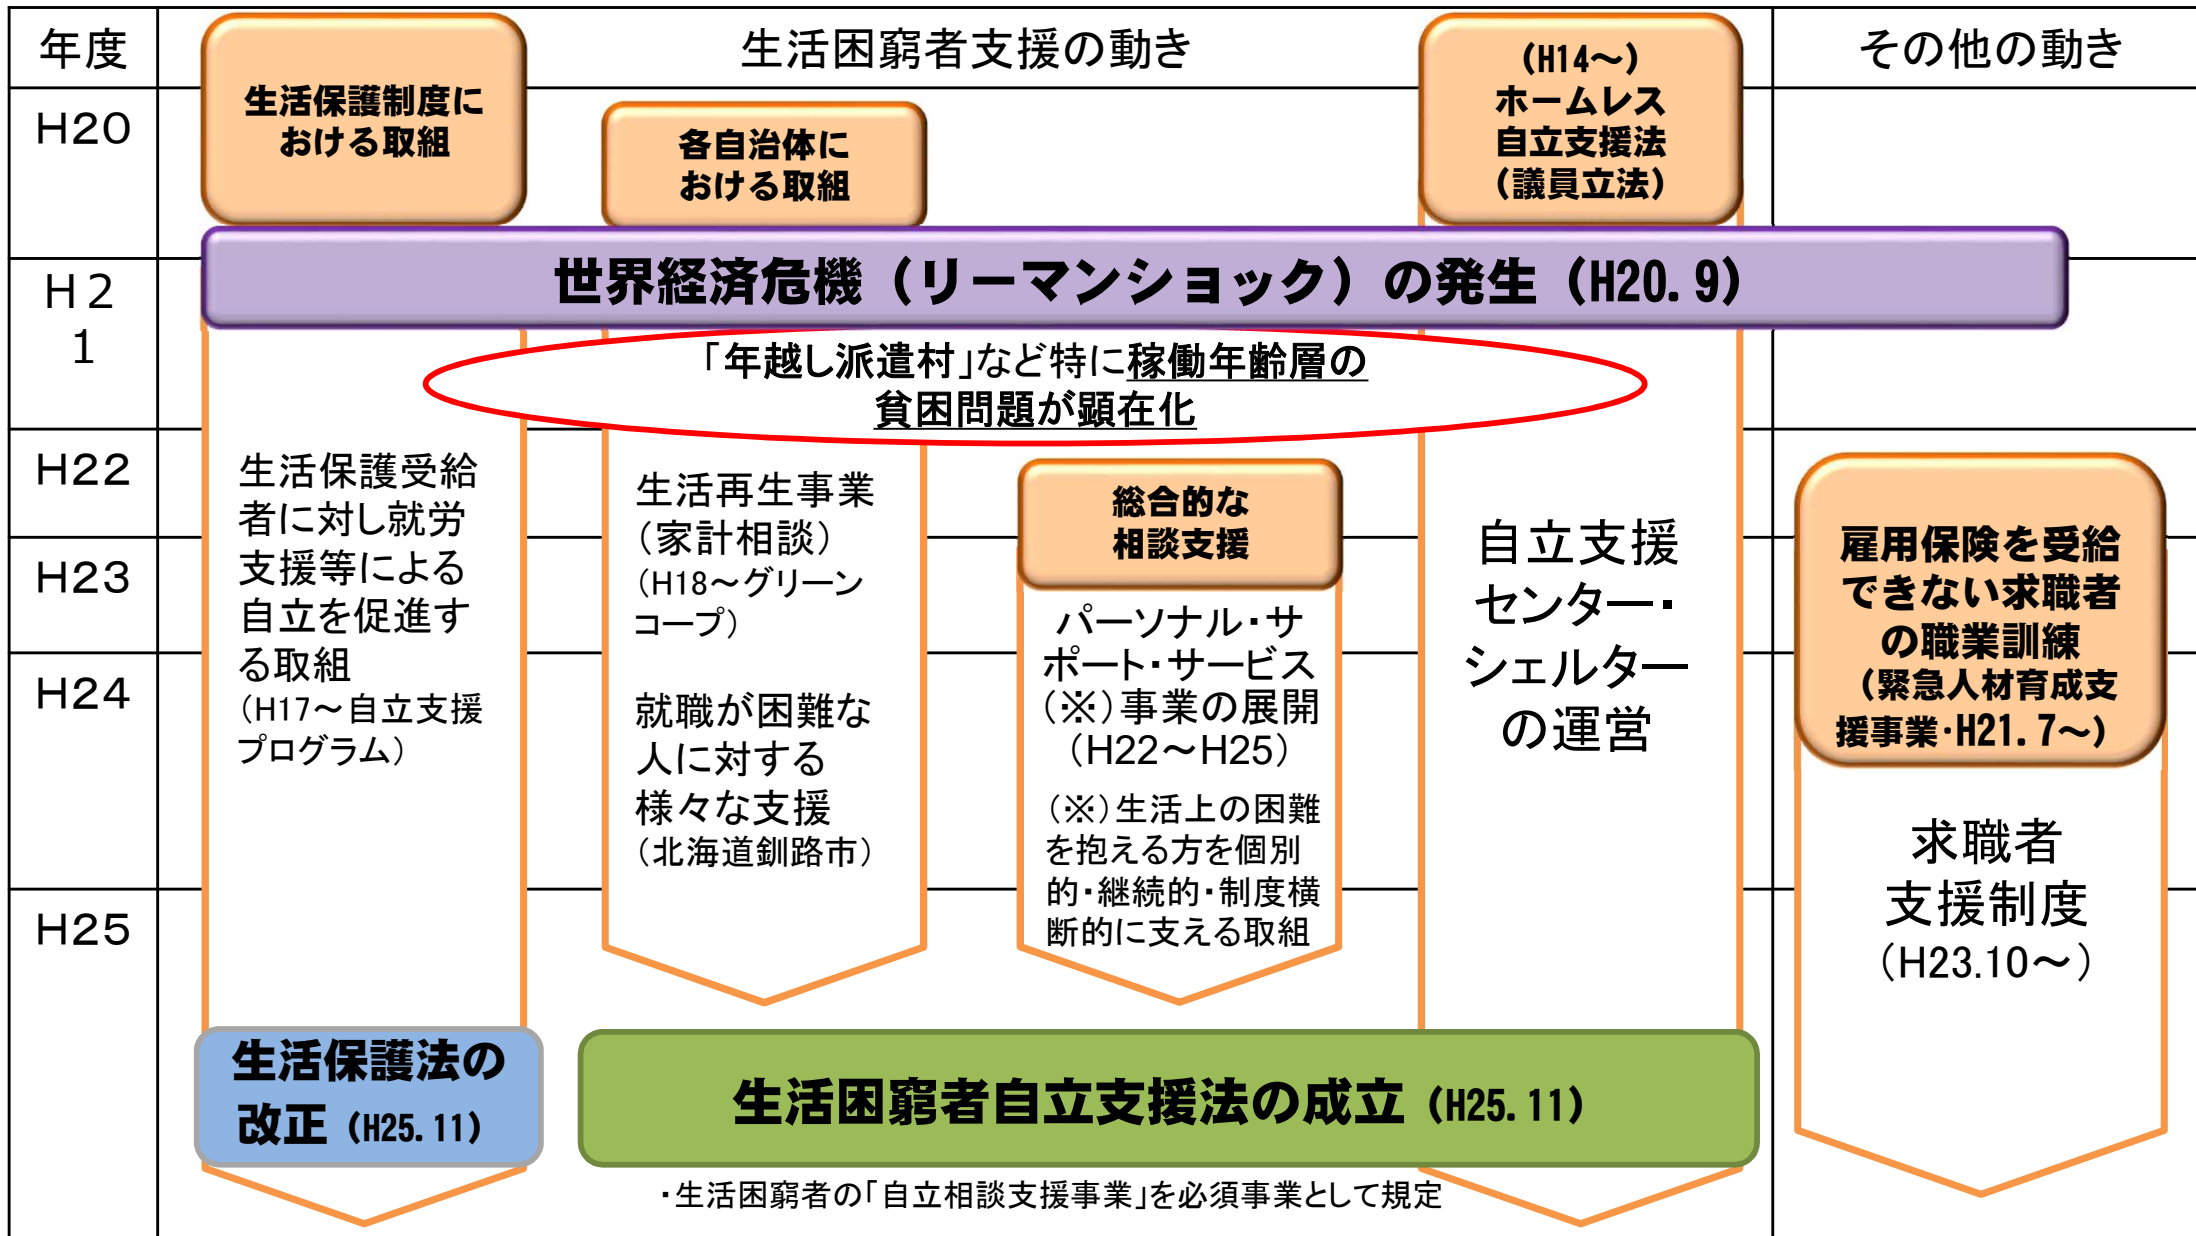 年度
生活困窮者支援の動き
その他の動き
H20
H2
1
H22
H23
H24
H25
生活保護制度に
おける取組
各自治体に
おける取組
(H14～)
ホームレス
自立支援法
(議員立法)
世界経済危機（リーマンショック）の発生（H20.9）
「年越し派遣村」など特に稼働年齢層の
貧困問題が顕在化
生活保護受給
者に対し就労
支援等による
自立を促進す
る取組
（H17～自立支援
プログラム）
生活再生事業
（家計相談）
（H18～グリーン
コープ）
就職が困難な
人に対する
様々な支援
（北海道釧路市）
総合的な
相談支援
パーソナル・サ
ポート・サービス
（※）事業の展開
（H22～H25）
（※）生活上の困難
を抱える方を個別
的・継続的・制度横
断的に支える取組
自立支援
センター・
シェルター
の運営
雇用保険を受給
できない求職者
の職業訓練
（緊急人材育成支
援事業・H21.7～）
求職者
支援制度
（H23.10～）
生活保護法の
改正（H25.11）
生活困窮者自立支援法の成立（H25.11）
・生活困窮者の「自立相談支援事業」を必須事業として規定